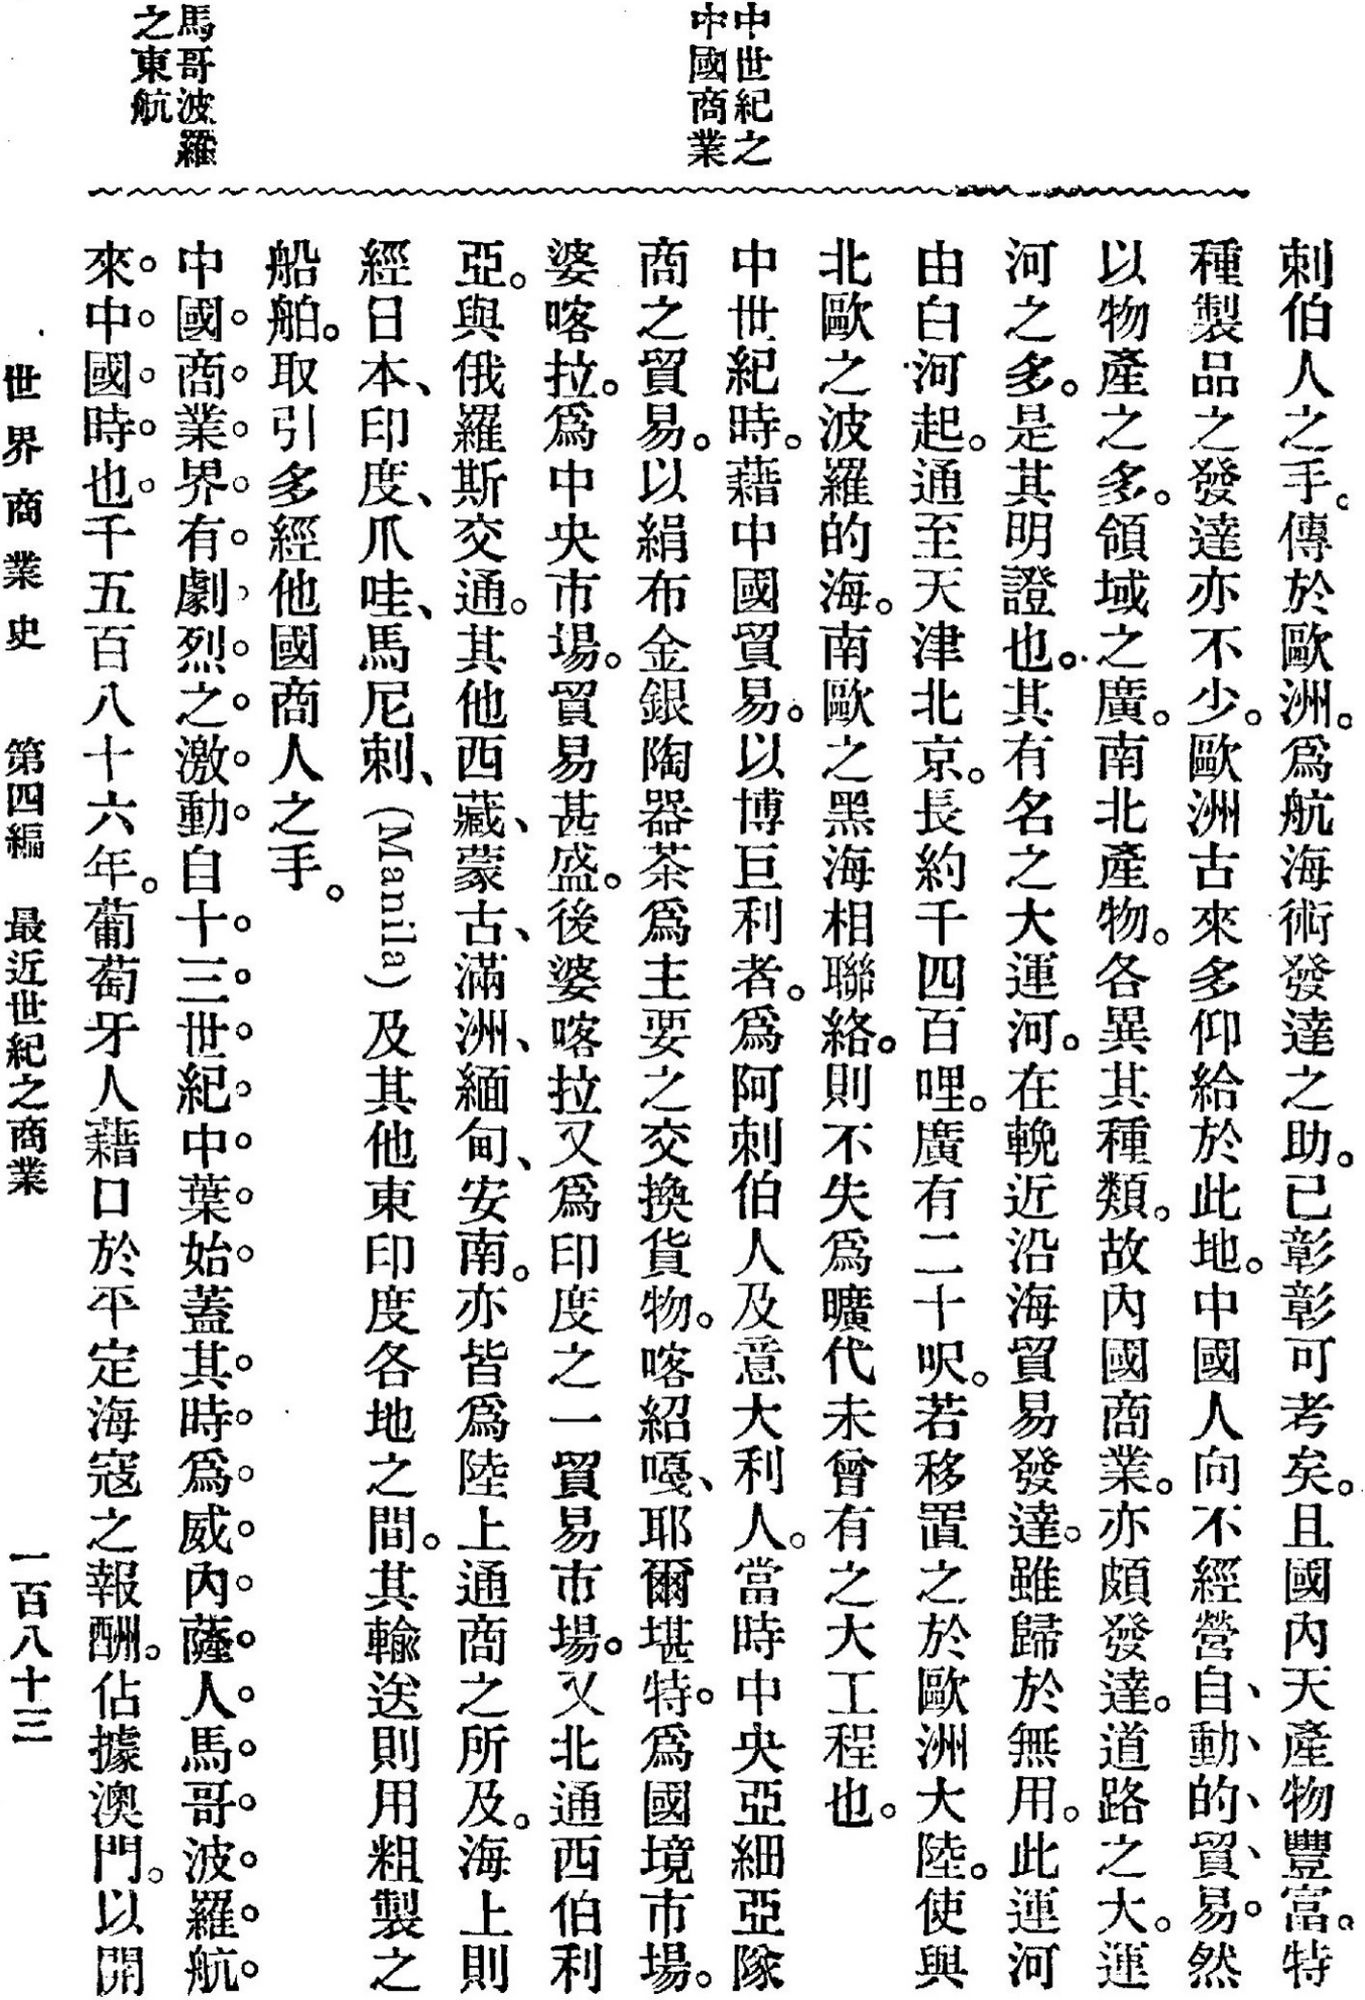 中世紀之
中國商業
馬哥波羅
之東航
刺伯人之手。傳於歐洲。爲航海術發達之助。已彰彰可考矣。且國內天產物豐富。特
種製品之發達亦不少。歐洲古來多仰給於此地。中國人向不經營自動的貿易。然
以物產之多。領域之廣。南北產物。各異其種類。故內國商業。亦頗發達。道路之大。運
河之多。是其明證也。其有名之大運河。在輓近沿海貿易發達。雖歸於無用。此運河
由白河起。通至天津北京。長約千四百哩。廣有二十呎。若移置之於歐洲大陸。使與
北歐之波羅的海。南歐之黑海相聯絡。則不失爲曠代未曾有之大工程也。
中世紀時。藉中國貿易。以博巨利者。爲阿刺伯人及意大利人。當時中央亞細亞隊
商之貿易。以絹布金銀陶器茶爲主要之交換貨物。喀紹嘎、耶爾堪特。爲國境市場。
婆喀拉。爲中央市場。貿易甚盛。後婆喀拉又爲印度之一貿易市場。又北通西伯利
亞。與俄羅斯交通。其他西藏、蒙古、滿洲、緬甸、安南。亦皆爲陸上通商之所及。海上則
經日本、印度、爪哇、馬尼刺、(Manila)及其他東印度各地之間。其輸送則用粗製之
船舶。取引多經他國商人之手。
中國商業界有劇烈之激動自十三世紀中葉始蓋其時爲威內薩人馬哥波羅航
來中國時也千五百八十六年。葡萄牙人藉口於平定海寇之報酬。佔據澳門。以開
世界商業史 第四編 最近世紀之商業 一百八十三